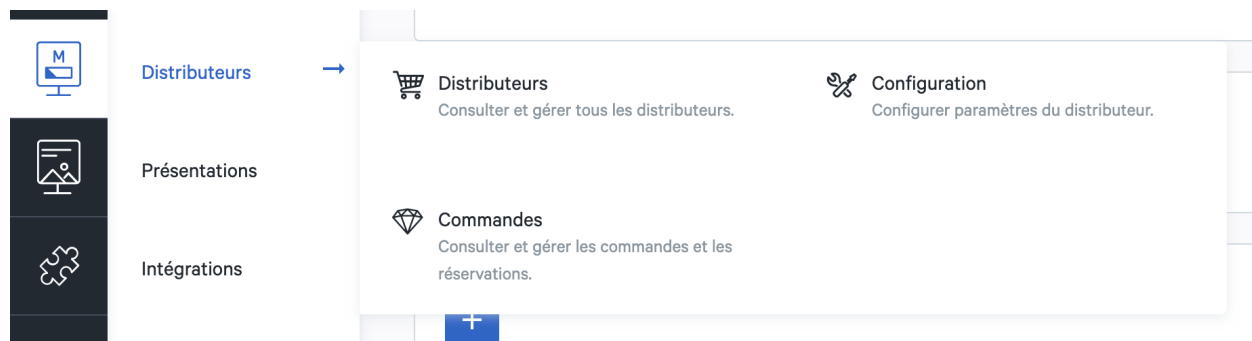 M
Distributeurs
Présentations
Intégrations
Distributeurs
Consulter et gérer tous les distributeurs.
Configuration
Configurer paramètres du distributeur.
Commandes
Consulter et gérer les commandes et les
réservations.
+